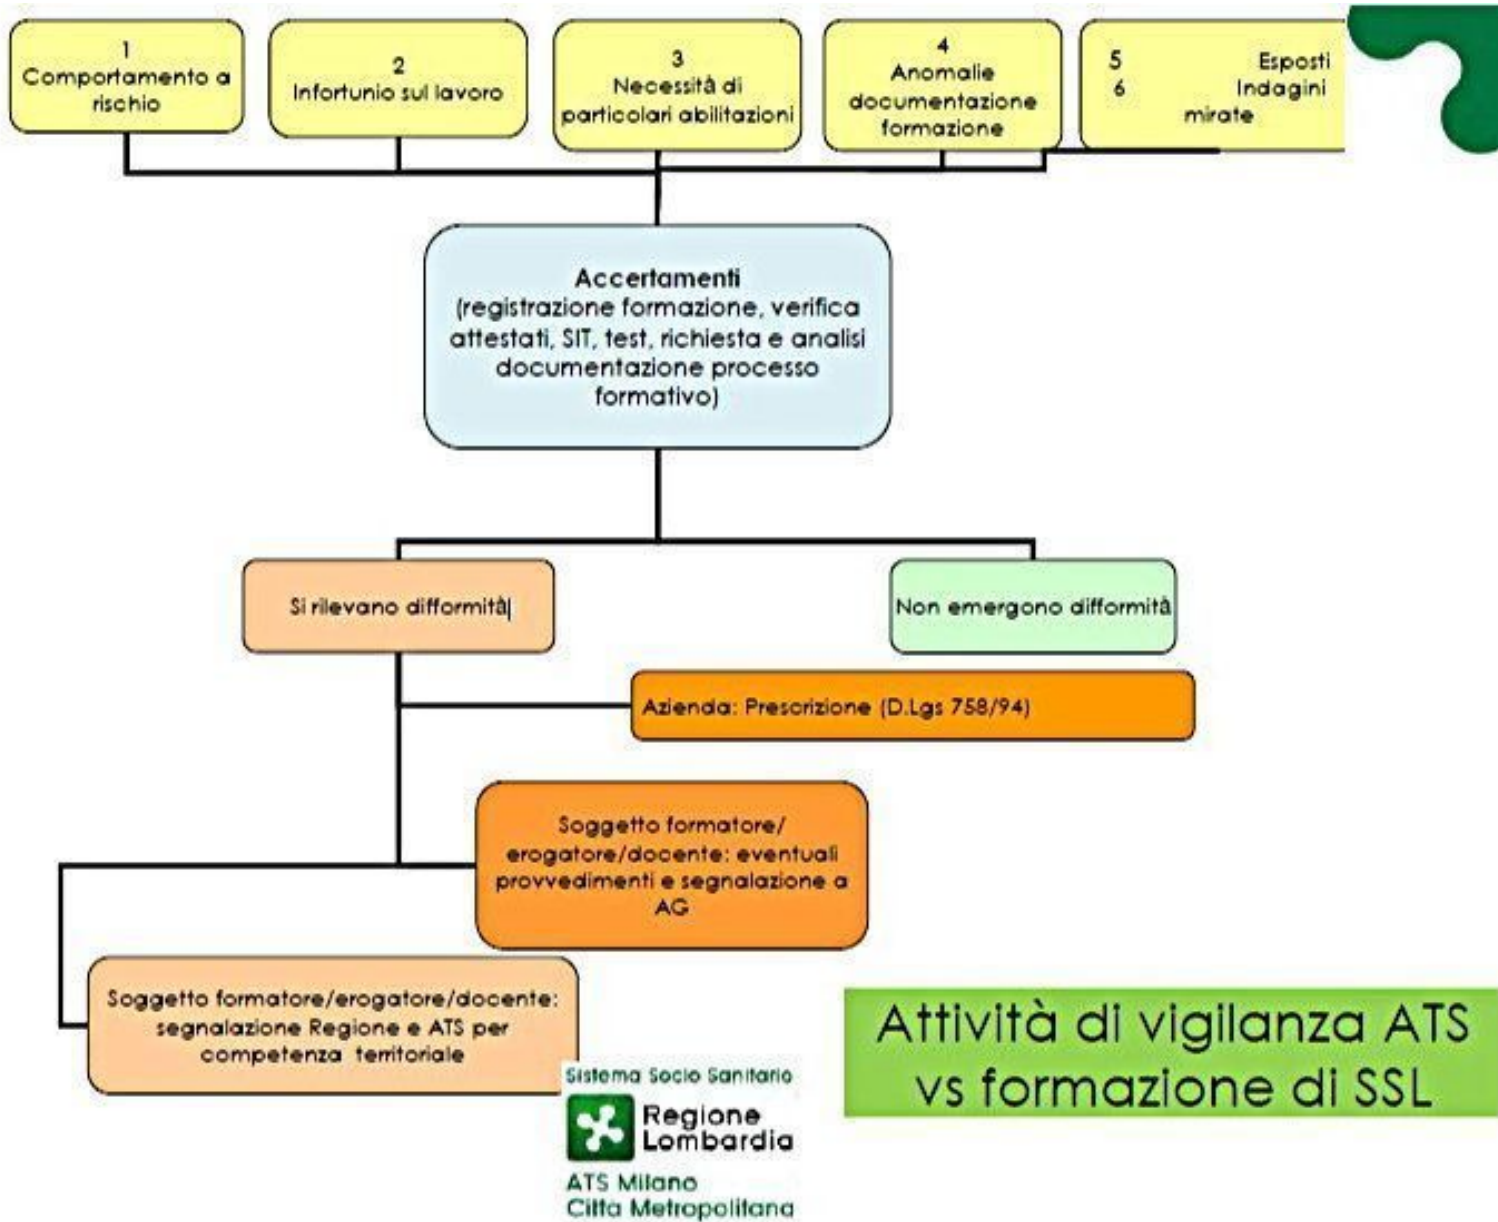 1
Comportamento a
rischio
2
Infortunio sul lavoro
3
Necessità di
particolari abilitazioni
4
Anomalie
documentazione
formazione
5 Esposti
6 Indagini
mirate
Accertamenti
(registrazione formazione, verifica
attestati, SIT, test, richiesta e analisi
documentazione processo
formativo)
Si rilevano difformità
Non emergono difformità
Azienda: Prescrizione (D.Lgs 758/94)
Soggetto formatore/
erogatore/docente: eventuali
provvedimenti e segnalazione a
AG
Soggetto formatore/erogatore/docente:
segnalazione Regione e ATS per
competenza territoriale
Sistema Socio Sanitario
Regione
Lombardia
ATS Milano
Città Metropolitana
Attività di vigilanza ATS
vs formazione di SSL